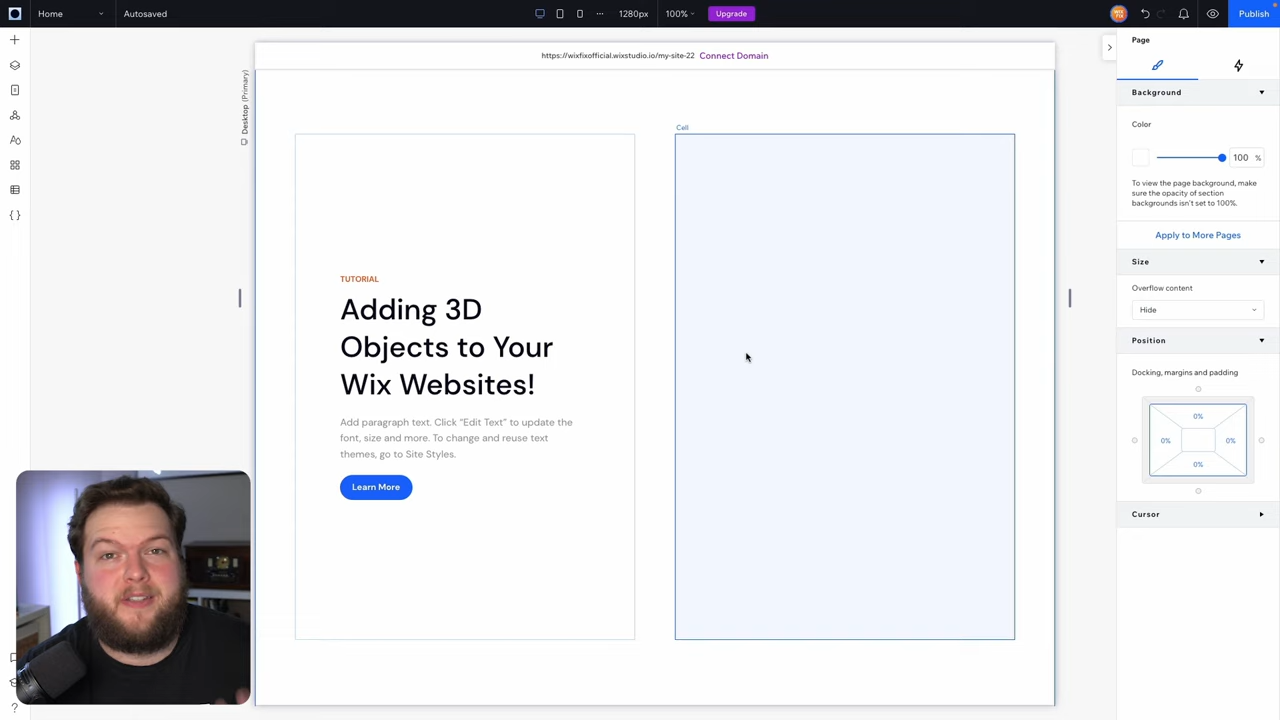 Home
Autosaved
1280px
100%
Upgrade
Publish
https://wixfixofficial.wixstudio.io/my-site-22 Connect Domain
Desktop (Primary)
Cell
TUTORIAL
Adding 3D
Objects to Your
Wix Websites!
Add paragraph text. Click “Edit Text” to update the
font, size and more. To change and reuse text
themes, go to Site Styles.
Learn More
Page
Background
Color
100 %
To view the page background, make
sure the opacity of section
backgrounds isn't set to 100%.
Apply to More Pages
Size
Overflow content
Hide
Position
Docking, margins and padding
0%
0%
0%
0%
Cursor